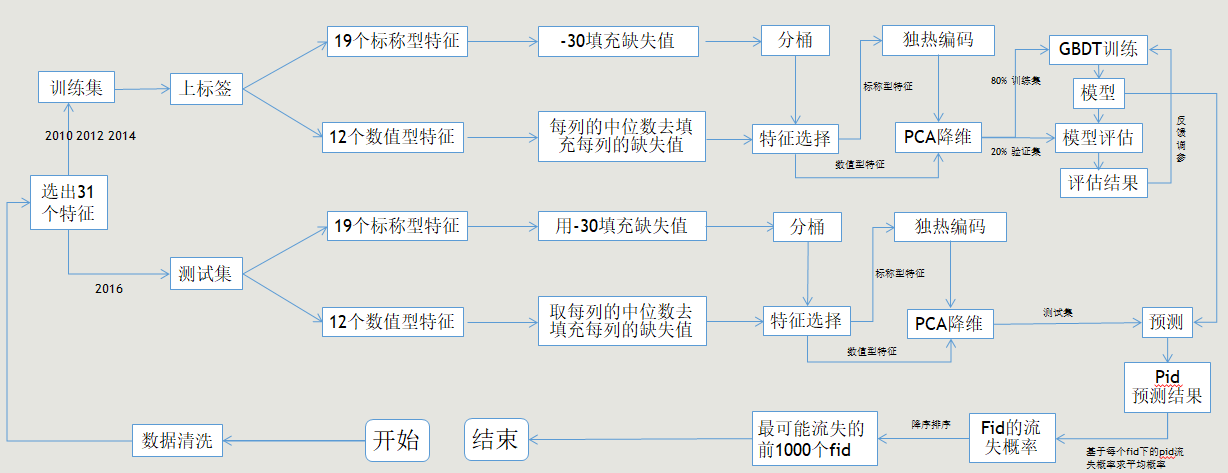 19个标称型特征
-30填充缺失值
分桶
独热编码
GBDT训练
训练集
上标签
80% 训练集
标称型特征
模型
2010 2012 2014
12个数值型特征
每列的中位数去填
充每列的缺失值
特征选择
PCA降维
模型评估
反
馈
调
参
数值型特征
20% 验证集
评估结果
选出31
个特征
19个标称型特征
用-30填充缺失值
分桶
独热编码
测试集
2016
标称型特征
12个数值型特征
取每列的中位数去
填充每列的缺失值
特征选择
PCA降维
测试集
预测
数值型特征
Pid
预测结果
数据清洗
开始
结束
最可能流失的
前1000个fid
降序排序
Fid的流
失概率
基于每个fid下的pid流
失概率求平均概率